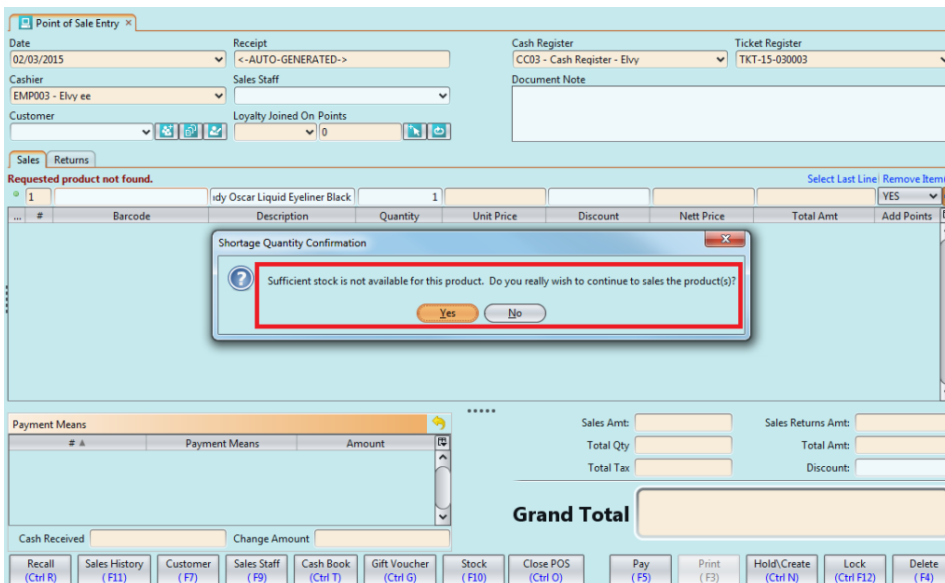 Point of Sale Entry ×
Date Receipt Cash Register Ticket Register
02/03/2015 <-AUTO-GENERATED-> CC03 - Cash Register - Elvy TKT-15-030003
Cashier Sales Staff Document Note
EMP003 - Elvy ee
Customer Loyalty Joined On Points
0
Sales Returns
Requested product not found. Select Last Line Remove Item
1 dy Oscar Liquid Eyeliner Black 1 YES
... # Barcode Description Quantity Unit Price Discount Nett Price Total Amt Add Points
Shortage Quantity Confirmation
Sufficient stock is not available for this product. Do you really wish to continue to sales the product(s)?
Yes No
Payment Means Sales Amt: Sales Returns Amt:
# Payment Means Amount Total Qty Total Amt:
Total Tax Discount:
Grand Total
Cash Received Change Amount
Recall Sales History Customer Sales Staff Cash Book Gift Voucher Stock Close POS Pay Print Hold\Create Lock Delete
(Ctrl R) (F11) (F7) (F9) (Ctrl T) (Ctrl G) (F10) (Ctrl O) (F5) (F3) (Ctrl N) (Ctrl F12) (F4)